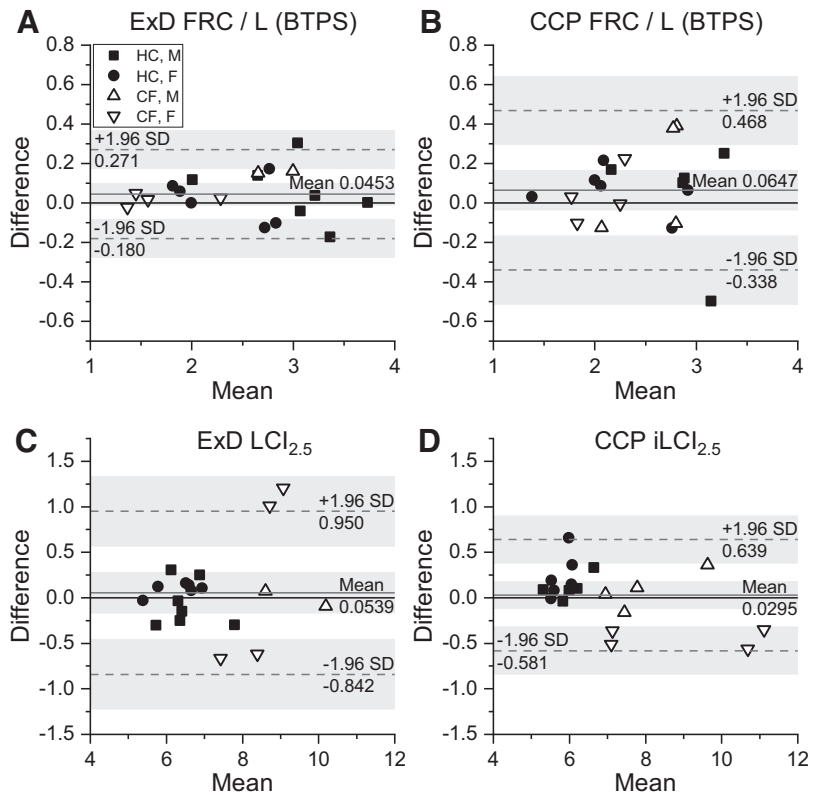 A
ExD FRC / L (BTPS)
0.8
0.6
0.4
0.2
0.0
-0.2
-0.4
-0.6
Difference
HC, M
HC, F
CF, M
CF, F
+1.96 SD
0.271
Mean 0.0453
-1.96 SD
-0.180
1 2 3 4
Mean
B
CCP FRC / L (BTPS)
0.8
0.6
0.4
0.2
0.0
-0.2
-0.4
-0.6
Difference
+1.96 SD
0.468
Mean 0.0647
-1.96 SD
-0.338
1 2 3 4
Mean
C
ExD LCI2.5
1.5
1.0
0.5
0.0
-0.5
-1.0
-1.5
Difference
+1.96 SD
0.950
Mean
0.0539
-1.96 SD
-0.842
4 6 8 10 12
Mean
D
CCP iLCI2.5
1.5
1.0
0.5
0.0
-0.5
-1.0
-1.5
Difference
+1.96 SD
0.639
Mean
0.0295
-1.96 SD
-0.581
4 6 8 10 12
Mean